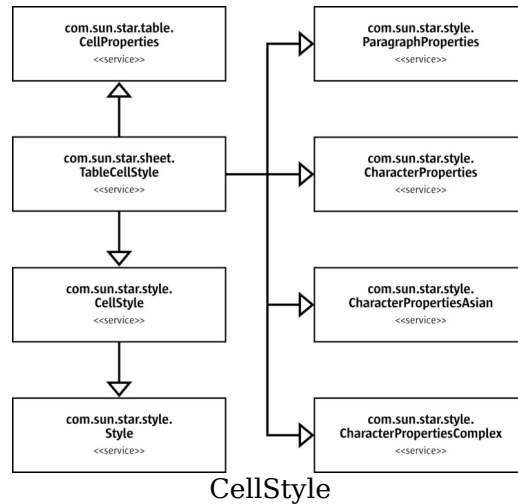 com.sun.star.table.
CellProperties
<<service>>
com.sun.star.style.
ParagraphProperties
<<service>>
com.sun.star.sheet.
TableCellStyle
<<service>>
com.sun.star.style.
CharacterProperties
<<service>>
com.sun.star.style.
CellStyle
<<service>>
com.sun.star.style.
CharacterPropertiesAsian
<<service>>
com.sun.star.style.
Style
<<service>>
com.sun.star.style.
CharacterPropertiesComplex
<<service>>
CellStyle